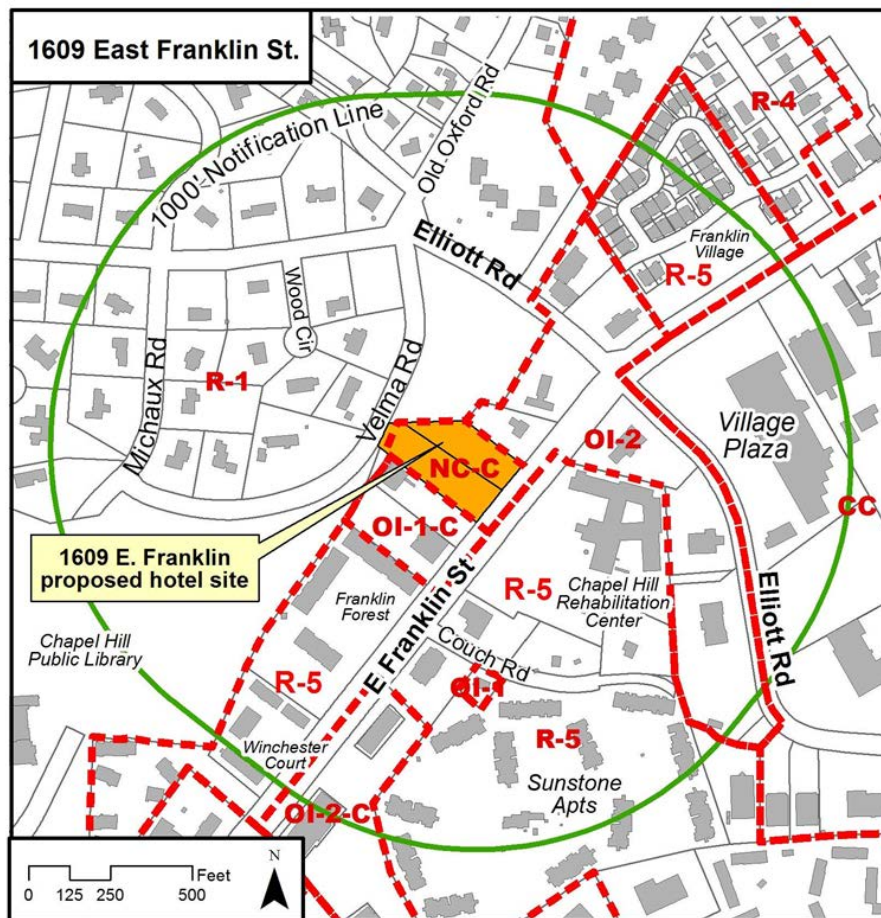 1609 East Franklin St.
1000' Notification Line
Old Oxford Rd
R-4
Elliott Rd
Franklin
Village
R-5
Wood Cir
Michaux Rd
R-1
Velma Rd
Village
Plaza
OI-2
NC-C
CC
OI-1-C
1609 E. Franklin
proposed hotel site
E Franklin St
R-5
Chapel Hill
Rehabilitation
Center
Elliott Rd
Franklin
Forest
Couch Rd
Chapel Hill
Public Library
R-5
OI-1
R-5
Winchester
Court
Sunstone
Apts
OI-2-C
Feet
0 125 250 500
N